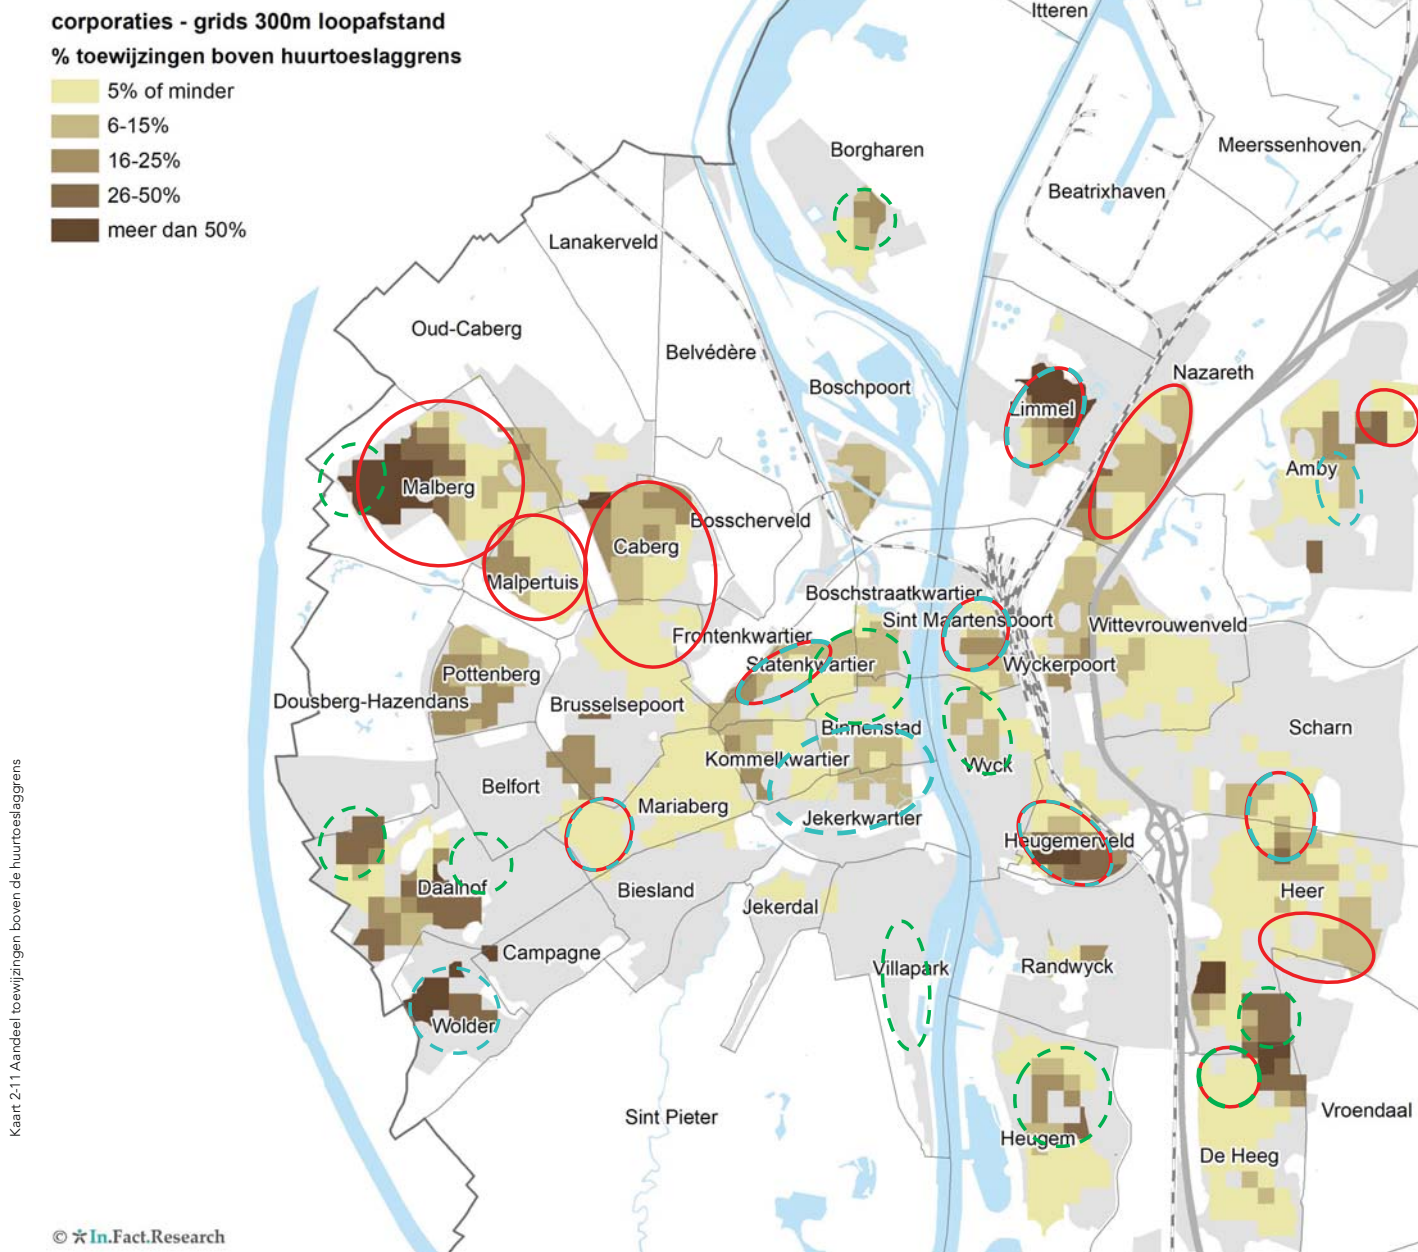 corporaties - grids 300m loopafstand
% toewijzingen boven huurtoeslaggrens
5% of minder
6-15%
16-25%
26-50%
meer dan 50%
Itteren
Borgharen
Meerssenhoven
Beatrixhaven
Lanakerveld
Oud-Caberg
Belvédère
Boschpoort
Nazareth
Limmel
Amby
Malberg
Bosscherveld
Caberg
Malpertuis
Boschstraatkwartier
Sint Maartenspoort
Wittevrouwenveld
Frontenkwartier
Statenkwartier
Wyckerpoort
Pottenberg
Dousberg-Hazendans
Brusselsepoort
Binnenstad
Scharn
Kommelkwartier
Wyck
Belfort
Mariaberg
Jekerkwartier
Heugemerveld
Daalhof
Biesland
Jekerdal
Heer
Campagne
Villapark
Randwyck
Wolder
Sint Pieter
Heugem
Vroendaal
De Heeg
Kaart 2-11 Aandeel toewijzingen boven de huurtoeslaggrens
© In.Fact.Research